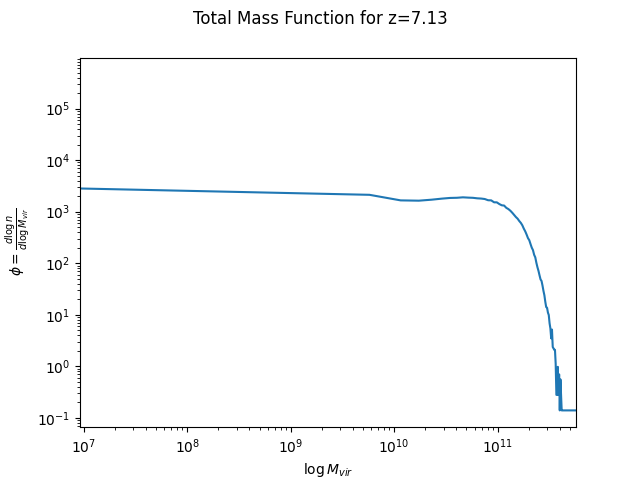 Total Mass Function for z=7.13
ϕ = d log n / d log M_vir
10^5
10^4
10^3
10^2
10^1
10^0
10^−1
10^7 10^8 10^9 10^10 10^11
log M_vir